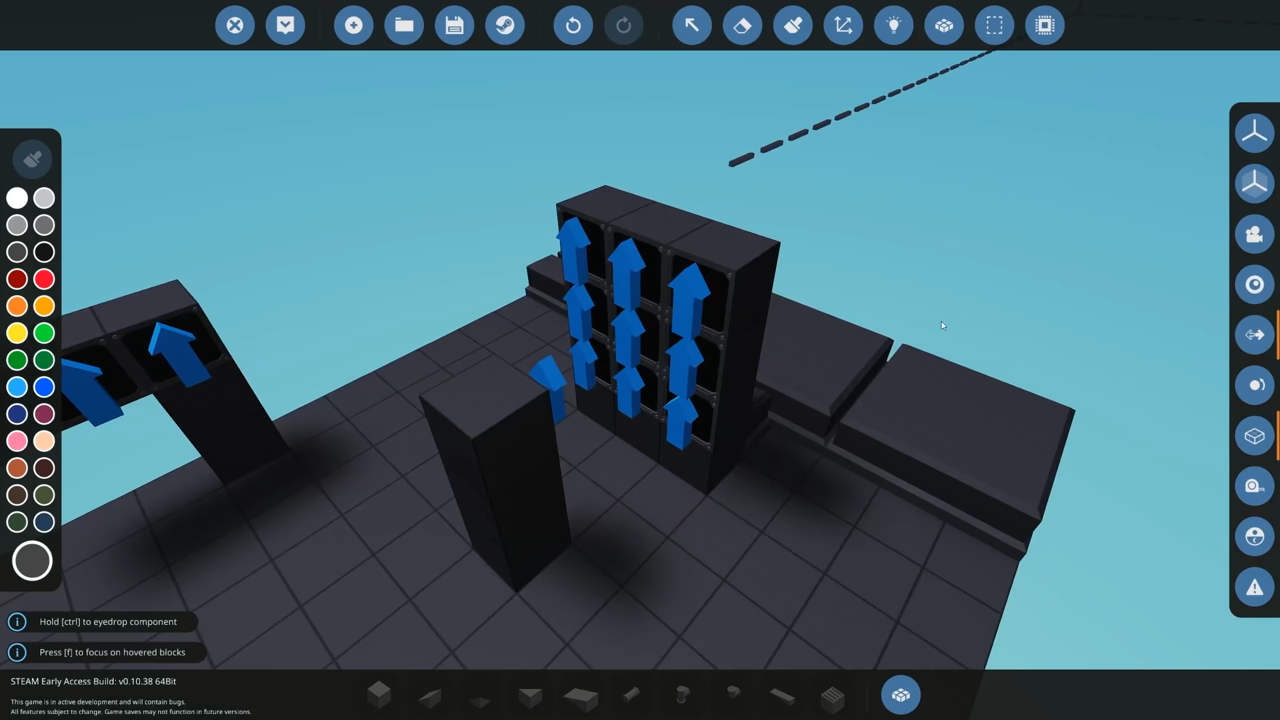 Hold [ctrl] to eyedrop component
Press [f] to focus on hovered blocks
STEAM Early Access Build: v0.10.38 64Bit
This game is in active development and will contain bugs.
All features subject to change. Game saves may not function in future versions.